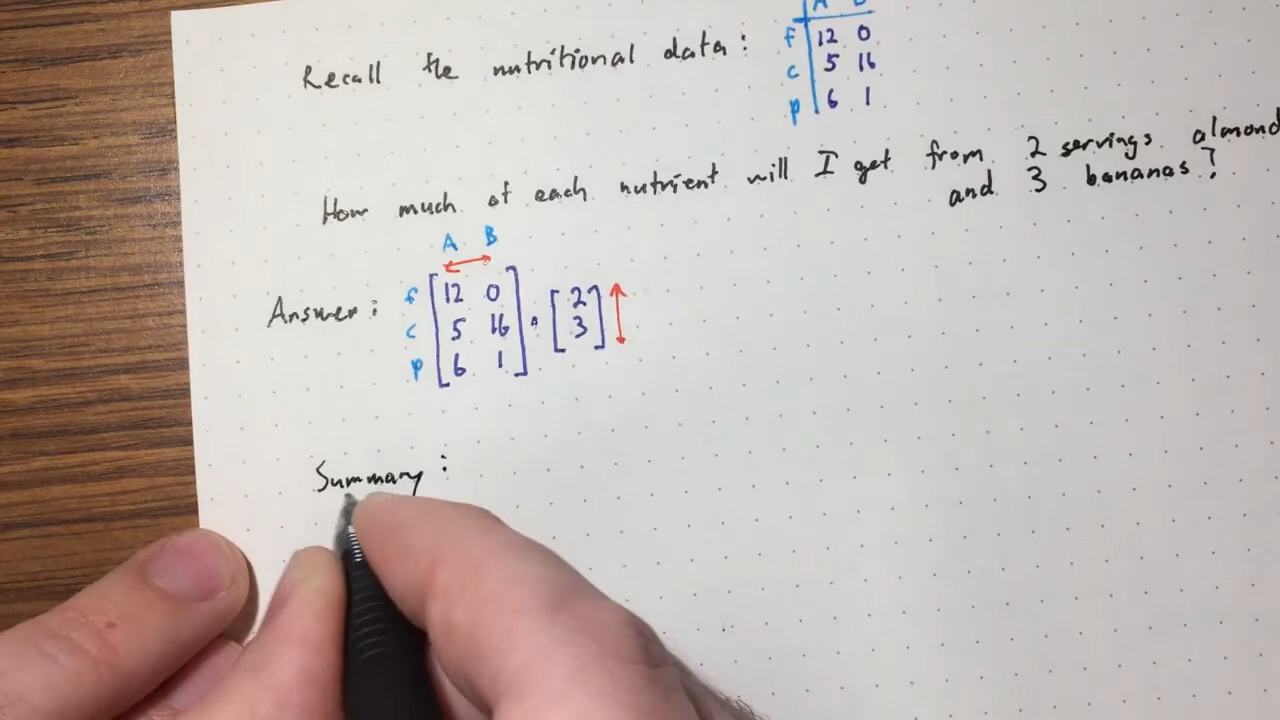 A B
Recall the nutritional data: f 12 0
c 5 16
p 6 1
How much of each nutrient will I get from 2 servings almond
and 3 bananas?
A B
Answer: f [12 0] · [2]
c [5 16] [3]
p [6 1]
Summary: